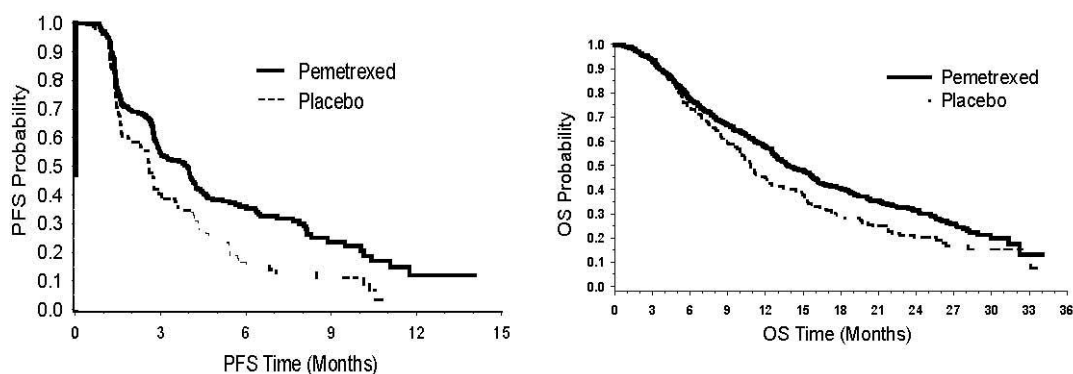 PFS Probability
1.0
0.9
0.8
0.7
0.6
0.5
0.4
0.3
0.2
0.1
0.0
Pemetrexed
Placebo
0 3 6 9 12 15
PFS Time (Months)
OS Probability
1.0
0.9
0.8
0.7
0.6
0.5
0.4
0.3
0.2
0.1
0.0
Pemetrexed
Placebo
0 3 6 9 12 15 18 21 24 27 30 33 36
OS Time (Months)